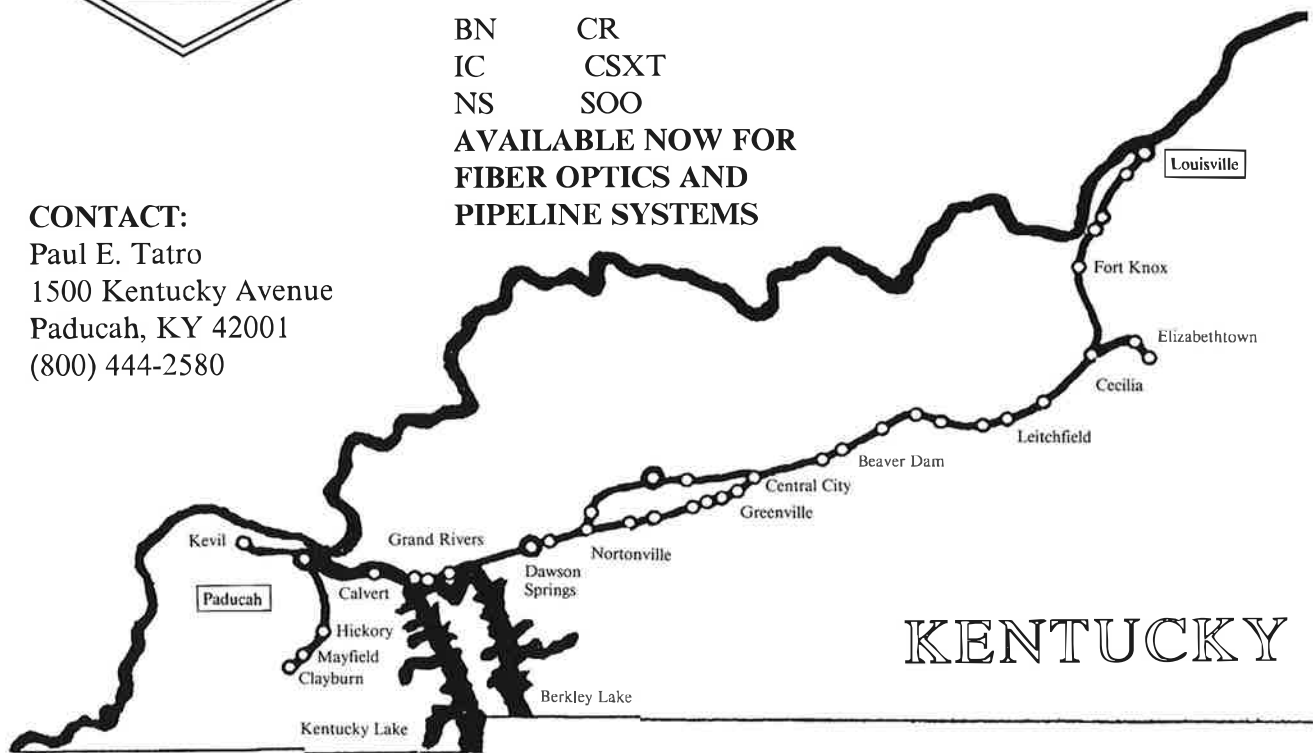 BN CR
IC CSXT
NS SOO
AVAILABLE NOW FOR
FIBER OPTICS AND
PIPELINE SYSTEMS
CONTACT:
Paul E. Tatro
1500 Kentucky Avenue
Paducah, KY 42001
(800) 444-2580
Louisville
Fort Knox
Elizabethtown
Cecilia
Leitchfield
Beaver Dam
Central City
Greenville
Nortonville
Dawson
Springs
Grand Rivers
Calvert
Kevil
Paducah
Hickory
Mayfield
Clayburn
KENTUCKY
Berkley Lake
Kentucky Lake